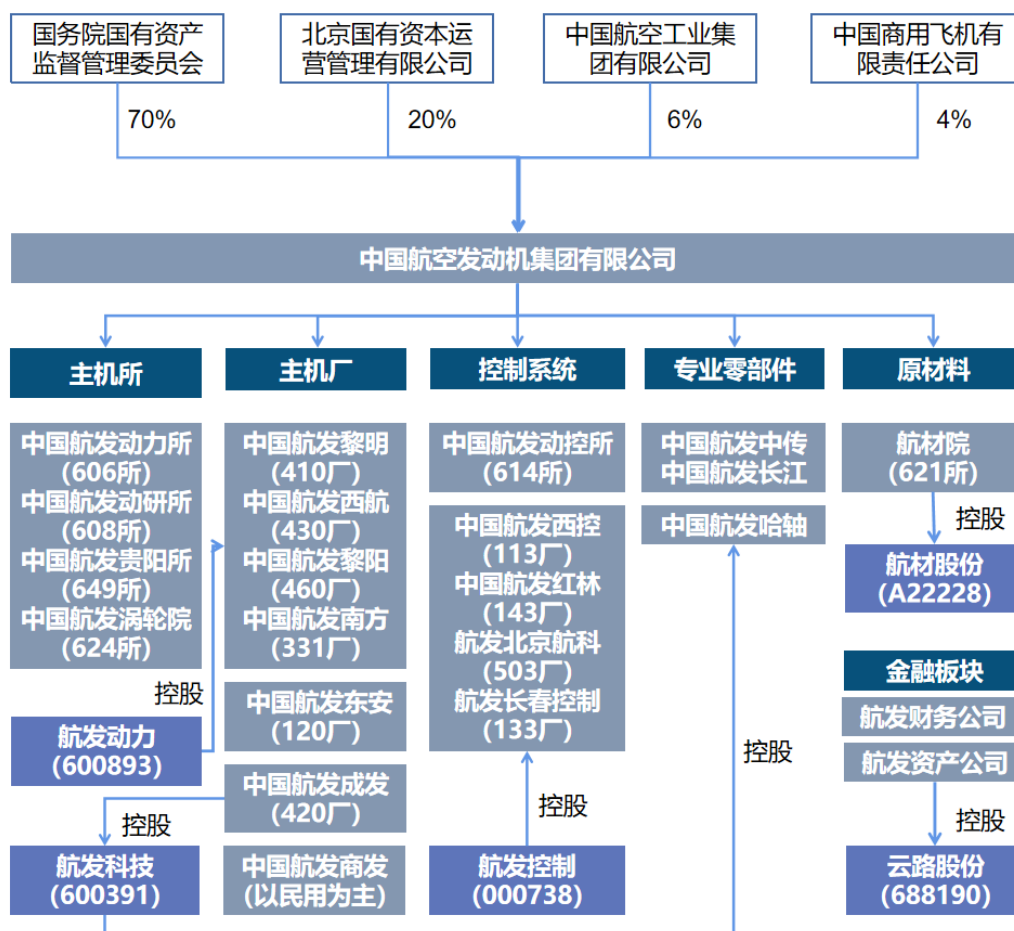 国务院国有资产
监督管理委员会
北京国有资本运
营管理有限公司
中国航空工业集
团有限公司
中国商用飞机有
限责任公司
70%
20%
6%
4%
中国航空发动机集团有限公司
主机所
主机厂
控制系统
专业零部件
原材料
中国航发动力所
(606所)
中国航发动研所
(608所)
中国航发贵阳所
(649所)
中国航发涡轮院
(624所)
控股
航发动力
(600893)
控股
航发科技
(600391)
中国航发黎明
(410厂)
中国航发西航
(430厂)
中国航发黎阳
(460厂)
中国航发南方
(331厂)
中国航发东安
(120厂)
中国航发成发
(420厂)
中国航发商发
(以民用为主)
中国航发动控所
(614所)
中国航发西控
(113厂)
中国航发红林
(143厂)
航发北京航科
(503厂)
航发长春控制
(133厂)
控股
航发控制
(000738)
中国航发中传
中国航发长江
中国航发哈轴
控股
航材院
(621所)
控股
航材股份
(A22228)
金融板块
航发财务公司
航发资产公司
控股
云路股份
(688190)